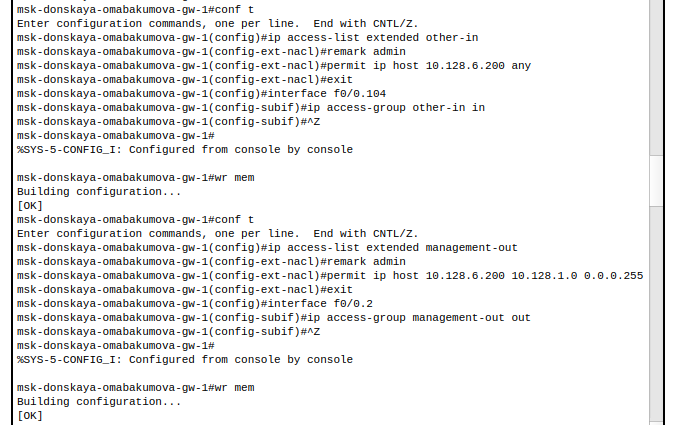 msk-donskaya-omabakumova-gw-1#conf t
Enter configuration commands, one per line.  End with CNTL/Z.
msk-donskaya-omabakumova-gw-1(config)#ip access-list extended other-in
msk-donskaya-omabakumova-gw-1(config-ext-nacl)#remark admin
msk-donskaya-omabakumova-gw-1(config-ext-nacl)#permit ip host 10.128.6.200 any
msk-donskaya-omabakumova-gw-1(config-ext-nacl)#exit
msk-donskaya-omabakumova-gw-1(config)#interface f0/0.104
msk-donskaya-omabakumova-gw-1(config-subif)#ip access-group other-in in
msk-donskaya-omabakumova-gw-1(config-subif)#^Z
msk-donskaya-omabakumova-gw-1#
%SYS-5-CONFIG_I: Configured from console by console
msk-donskaya-omabakumova-gw-1#wr mem
Building configuration...
[OK]
msk-donskaya-omabakumova-gw-1#conf t
Enter configuration commands, one per line.  End with CNTL/Z.
msk-donskaya-omabakumova-gw-1(config)#ip access-list extended management-out
msk-donskaya-omabakumova-gw-1(config-ext-nacl)#remark admin
msk-donskaya-omabakumova-gw-1(config-ext-nacl)#permit ip host 10.128.6.200 10.128.1.0 0.0.0.255
msk-donskaya-omabakumova-gw-1(config-ext-nacl)#exit
msk-donskaya-omabakumova-gw-1(config)#interface f0/0.2
msk-donskaya-omabakumova-gw-1(config-subif)#ip access-group management-out out
msk-donskaya-omabakumova-gw-1(config-subif)#^Z
msk-donskaya-omabakumova-gw-1#
%SYS-5-CONFIG_I: Configured from console by console
msk-donskaya-omabakumova-gw-1#wr mem
Building configuration...
[OK]